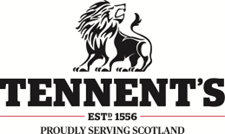 TENNENT'S
ESTD 1556
PROUDLY SERVING SCOTLAND